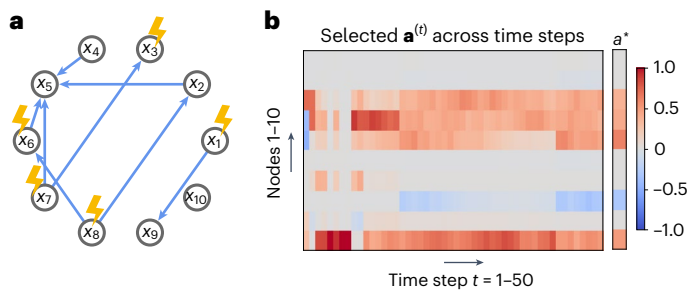 a
x4
x3
x5
x2
x6
x1
x7
x10
x8
x9
b
Selected a(t) across time steps
a*
Nodes 1–10
1.0
0.5
0
−0.5
−1.0
Time step t = 1–50